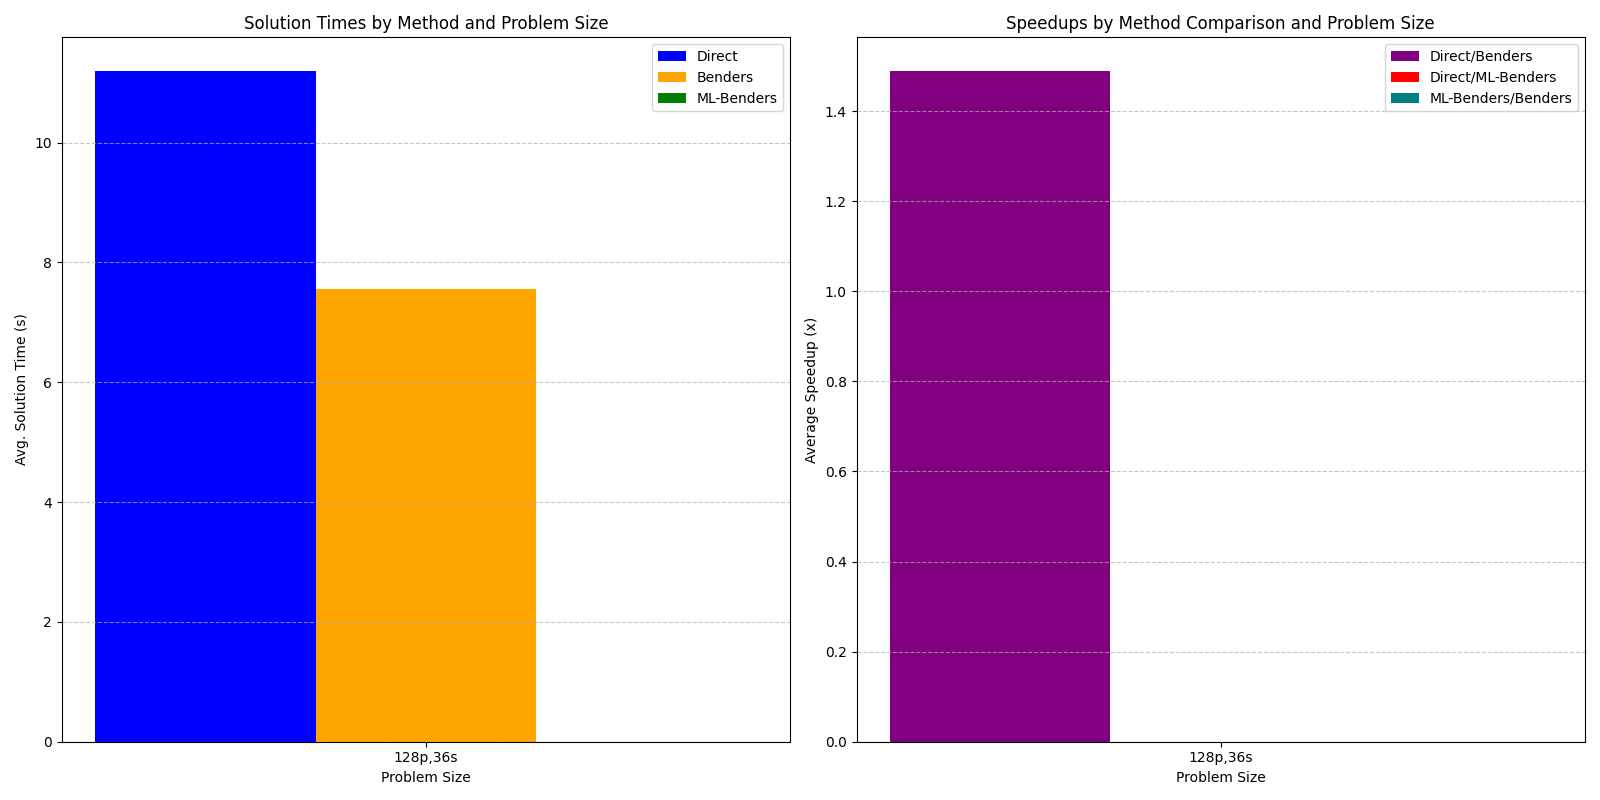 Solution Times by Method and Problem Size
Direct
Benders
ML-Benders
10
8
6
4
2
0
Avg. Solution Time (s)
128p,36s
Problem Size
Speedups by Method Comparison and Problem Size
Direct/Benders
Direct/ML-Benders
ML-Benders/Benders
1.4
1.2
1.0
0.8
0.6
0.4
0.2
0.0
Average Speedup (x)
128p,36s
Problem Size